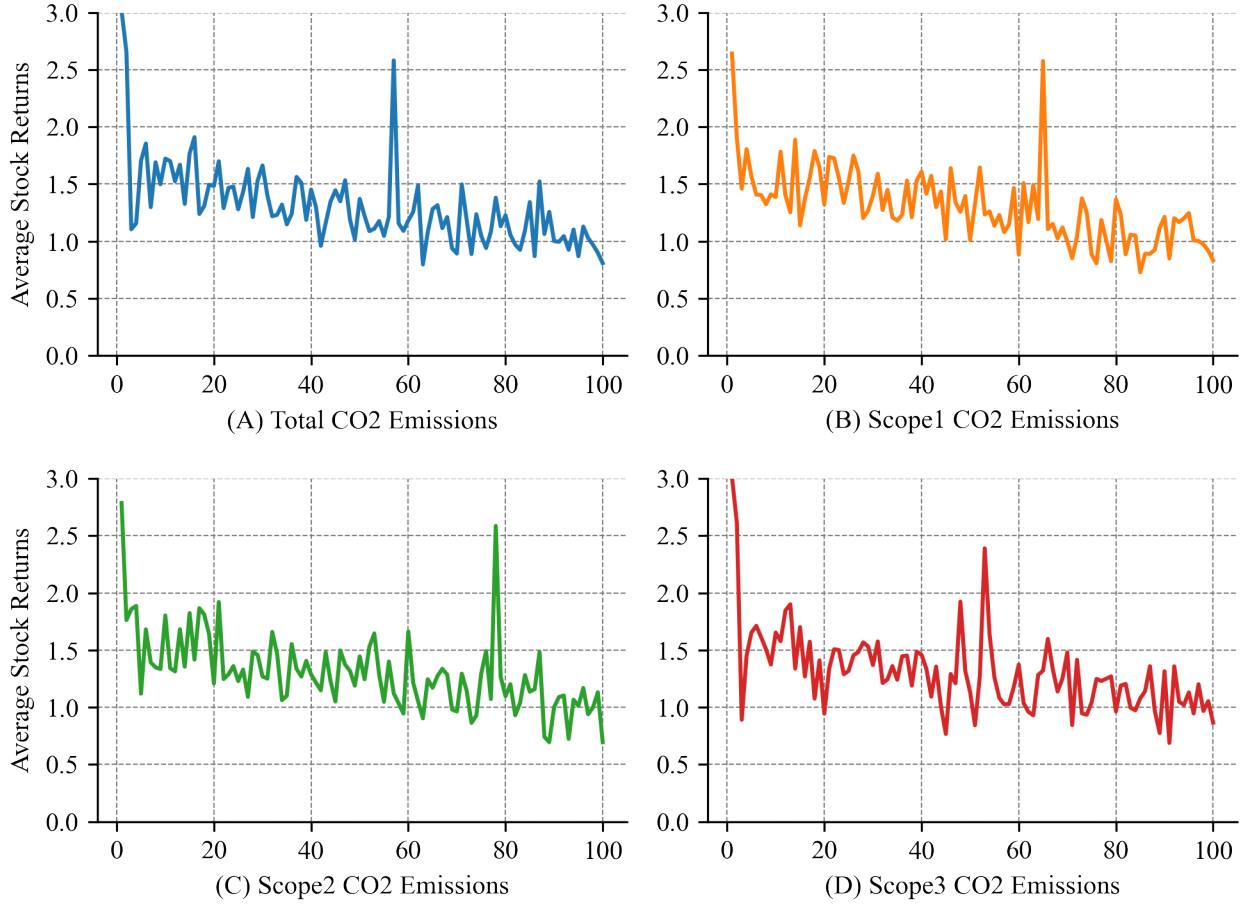 3.0
2.5
2.0
1.5
1.0
0.5
0.0
Average Stock Returns
0 20 40 60 80 100
(A) Total CO2 Emissions
3.0
2.5
2.0
1.5
1.0
0.5
0.0
0 20 40 60 80 100
(B) Scope1 CO2 Emissions
3.0
2.5
2.0
1.5
1.0
0.5
0.0
Average Stock Returns
0 20 40 60 80 100
(C) Scope2 CO2 Emissions
3.0
2.5
2.0
1.5
1.0
0.5
0.0
0 20 40 60 80 100
(D) Scope3 CO2 Emissions